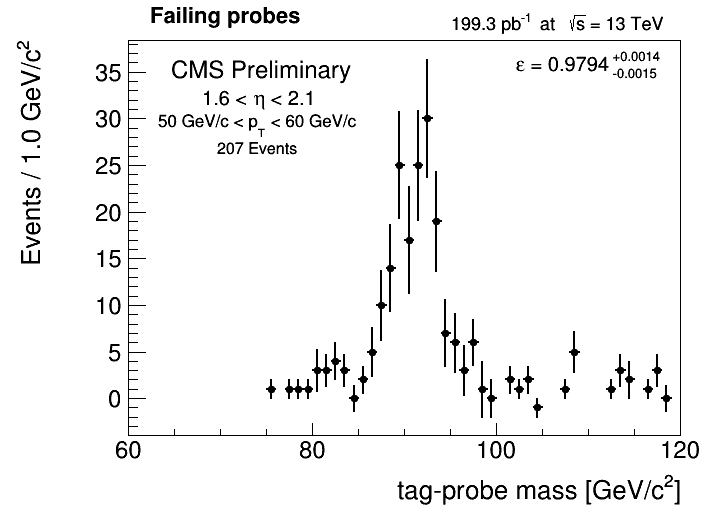 Failing probes
199.3 pb⁻¹ at √s = 13 TeV
CMS Preliminary
1.6 < η < 2.1
50 GeV/c < p_T < 60 GeV/c
207 Events
ε = 0.9794 +0.0014 -0.0015
Events / 1.0 GeV/c²
35
30
25
20
15
10
5
0
60 80 100 120
tag-probe mass [GeV/c²]